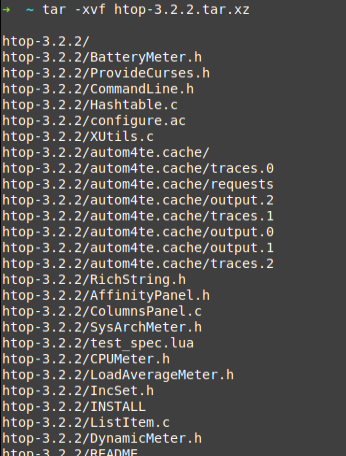 ➜  ~ tar -xvf htop-3.2.2.tar.xz
htop-3.2.2/
htop-3.2.2/BatteryMeter.h
htop-3.2.2/ProvideCurses.h
htop-3.2.2/CommandLine.h
htop-3.2.2/Hashtable.c
htop-3.2.2/configure.ac
htop-3.2.2/XUtils.c
htop-3.2.2/autom4te.cache/
htop-3.2.2/autom4te.cache/traces.0
htop-3.2.2/autom4te.cache/requests
htop-3.2.2/autom4te.cache/output.2
htop-3.2.2/autom4te.cache/traces.1
htop-3.2.2/autom4te.cache/output.0
htop-3.2.2/autom4te.cache/output.1
htop-3.2.2/autom4te.cache/traces.2
htop-3.2.2/RichString.h
htop-3.2.2/AffinityPanel.h
htop-3.2.2/ColumnsPanel.c
htop-3.2.2/SysArchMeter.h
htop-3.2.2/test_spec.lua
htop-3.2.2/CPUMeter.h
htop-3.2.2/LoadAverageMeter.h
htop-3.2.2/IncSet.h
htop-3.2.2/INSTALL
htop-3.2.2/ListItem.c
htop-3.2.2/DynamicMeter.h
htop-3.2.2/README